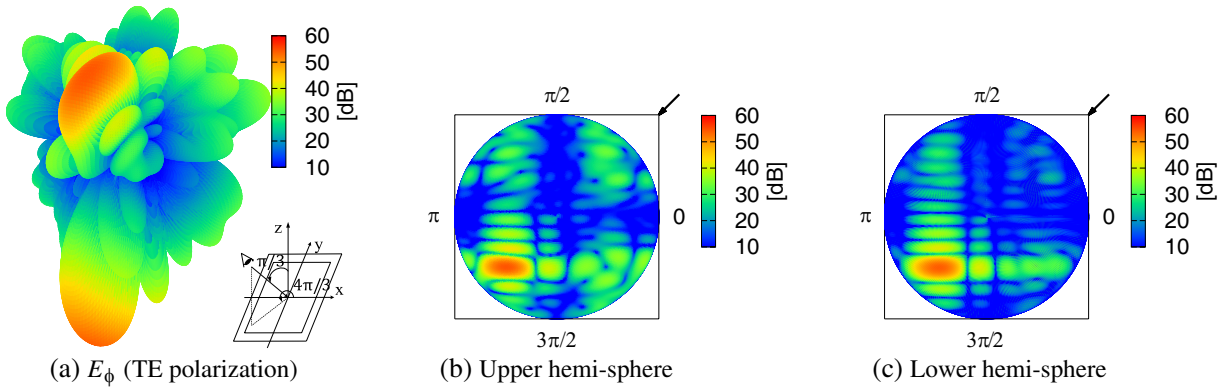 60
50
40
30
20
10
[dB]
z
y
x
π/3
4π/3
(a) E_ϕ (TE polarization)
π/2
π
0
3π/2
60
50
40
30
20
10
[dB]
(b) Upper hemi-sphere
π/2
π
0
3π/2
60
50
40
30
20
10
[dB]
(c) Lower hemi-sphere